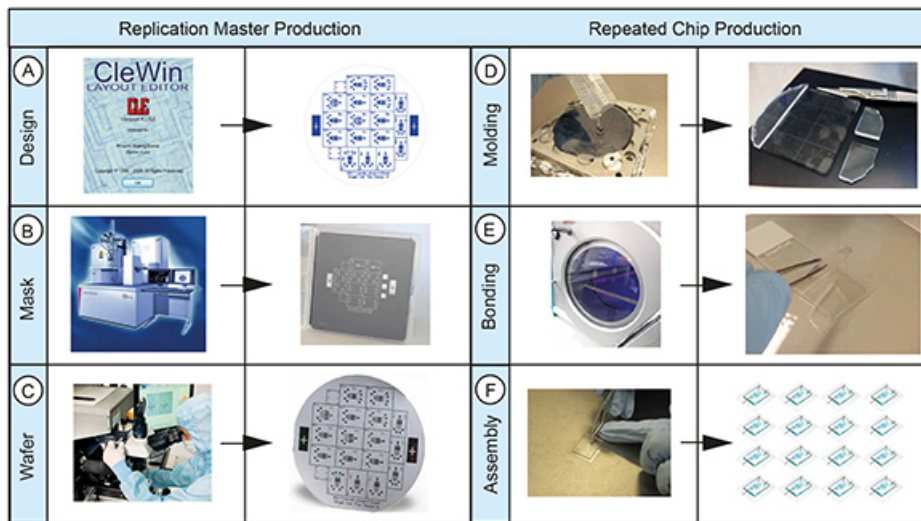 Replication Master Production
Repeated Chip Production
A
Design
CleWin
LAYOUT EDITOR
D
Molding
B
Mask
E
Bonding
C
Wafer
F
Assembly